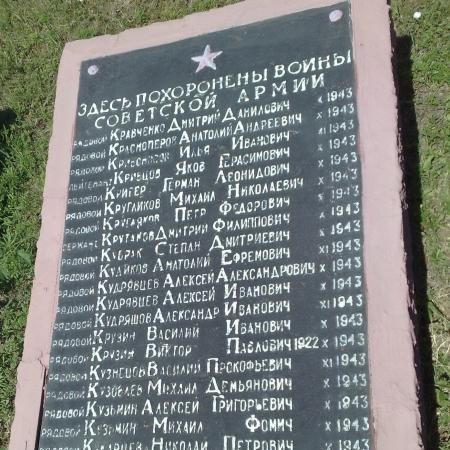 ЗДЕСЬ ПОХОРОНЕНЫ ВОИНЫ
СОВЕТСКОЙ АРМИИ
РЯДОВОЙ КРАВЧЕНКО ДМИТРИЙ ДАНИЛОВИЧ X 1943
РЯДОВОЙ КРАСНОПЕРОВ АНАТОЛИЙ АНДРЕЕВИЧ XI 1943
РЯДОВОЙ ИЛЬЯ ИВАНОВИЧ X 1943
ЛЕЙТЕНАНТ КРИВЦОВ ЯКОВ ГЕРАСИМОВИЧ X 1943
РЯДОВОЙ КРИГЕР ГЕРМАН ЛЕОНИДОВИЧ X 1943
РЯДОВОЙ КРУГЛИКОВ МИХАИЛ НИКОЛАЕВИЧ X 1943
РЯДОВОЙ КРУГЛЯКОВ ПЕТР ФЕДОРОВИЧ X 1943
СЕРЖАНТ КРУТАКОВ ДМИТРИЙ ФИЛИППОВИЧ X 1943
РЯДОВОЙ СТЕПАН ДМИТРИЕВИЧ X 1943
РЯДОВОЙ КУДИКОВ АНАТОЛИЙ ЕФРЕМОВИЧ XI 1943
РЯДОВОЙ КУДРЯВЦЕВ АЛЕКСЕЙ АЛЕКСАНДРОВИЧ XI 1943
РЯДОВОЙ КУДРЯВЦЕВ АЛЕКСЕЙ ИВАНОВИЧ X 1943
РЯДОВОЙ КУДРЯШОВ АЛЕКСАНДР ИВАНОВИЧ XI 1943
РЯДОВОЙ КРУЗИН ВАСИЛИЙ ИВАНОВИЧ X 1943
РЯДОВОЙ КРУЗИН ВИКТОР ПАВЛОВИЧ 1922 X 1943
РЯДОВОЙ КУЗНЕЦОВ ВАСИЛИЙ ПРОКОФЬЕВИЧ XI 1943
РЯДОВОЙ КУЗОВЛЕВ МИХАИЛ ДЕМЬЯНОВИЧ X 1943
РЯДОВОЙ КУЗЬМИН АЛЕКСЕЙ ГРИГОРЬЕВИЧ X 1943
РЯДОВОЙ КУЗЬМИН МИХАИЛ ФОМИЧ X 1943
РЯДОВОЙ НИКОЛАЙ ПЕТРОВИЧ X 1943